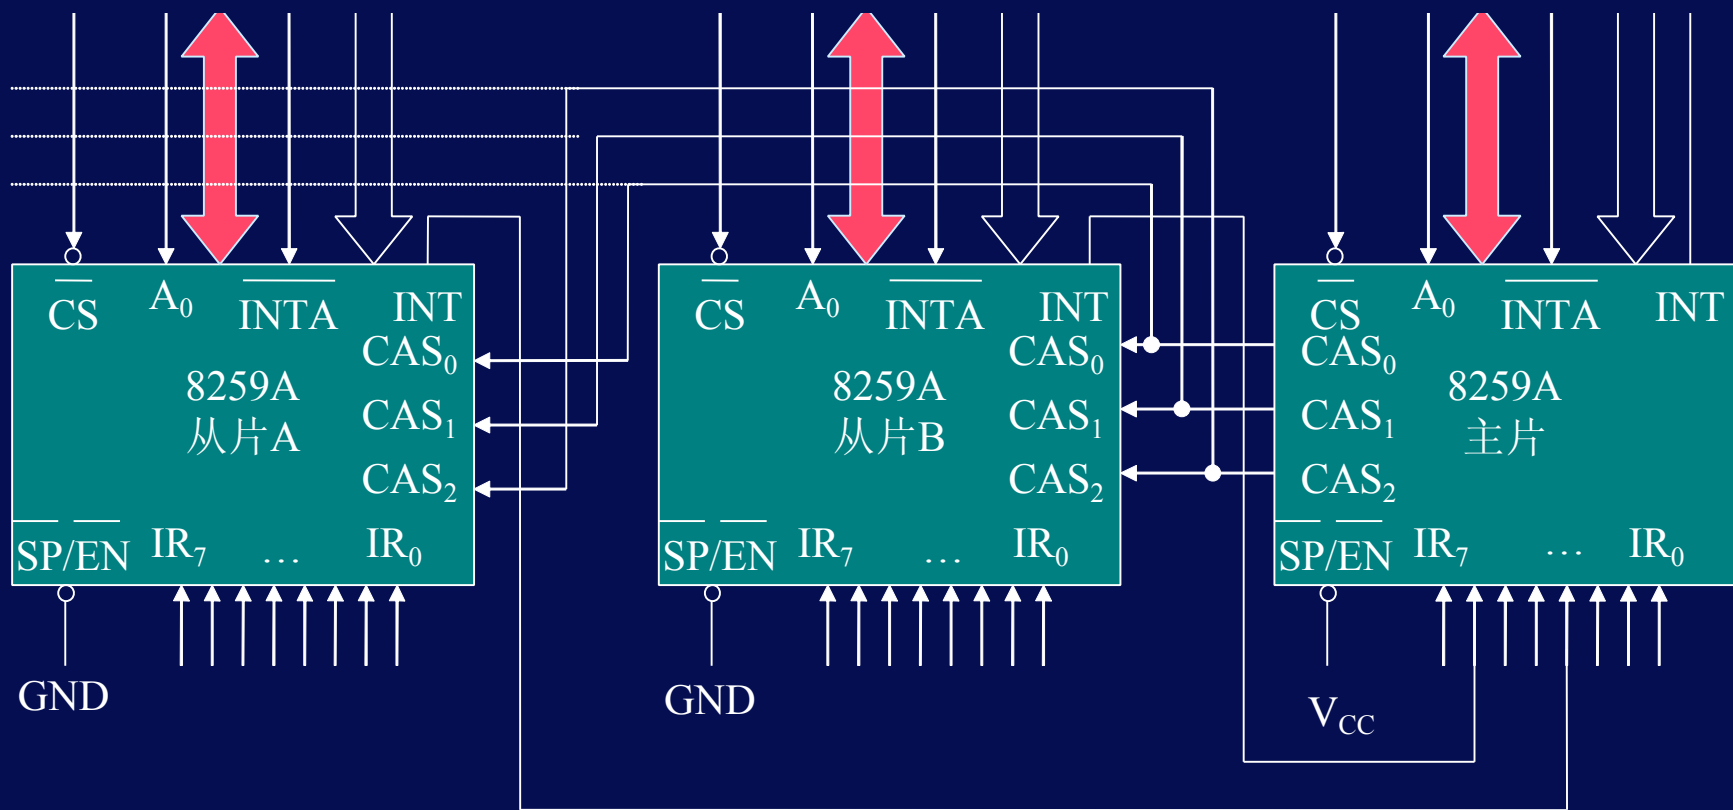 CS A0 INTA INT
CAS0
8259A
从片A
CAS1
CAS2
SP/EN IR7 … IR0
GND
CS A0 INTA INT
CAS0
8259A
从片B
CAS1
CAS2
SP/EN IR7 … IR0
GND
CS A0 INTA INT
CAS0
8259A
主片
CAS1
CAS2
SP/EN IR7 … IR0
VCC